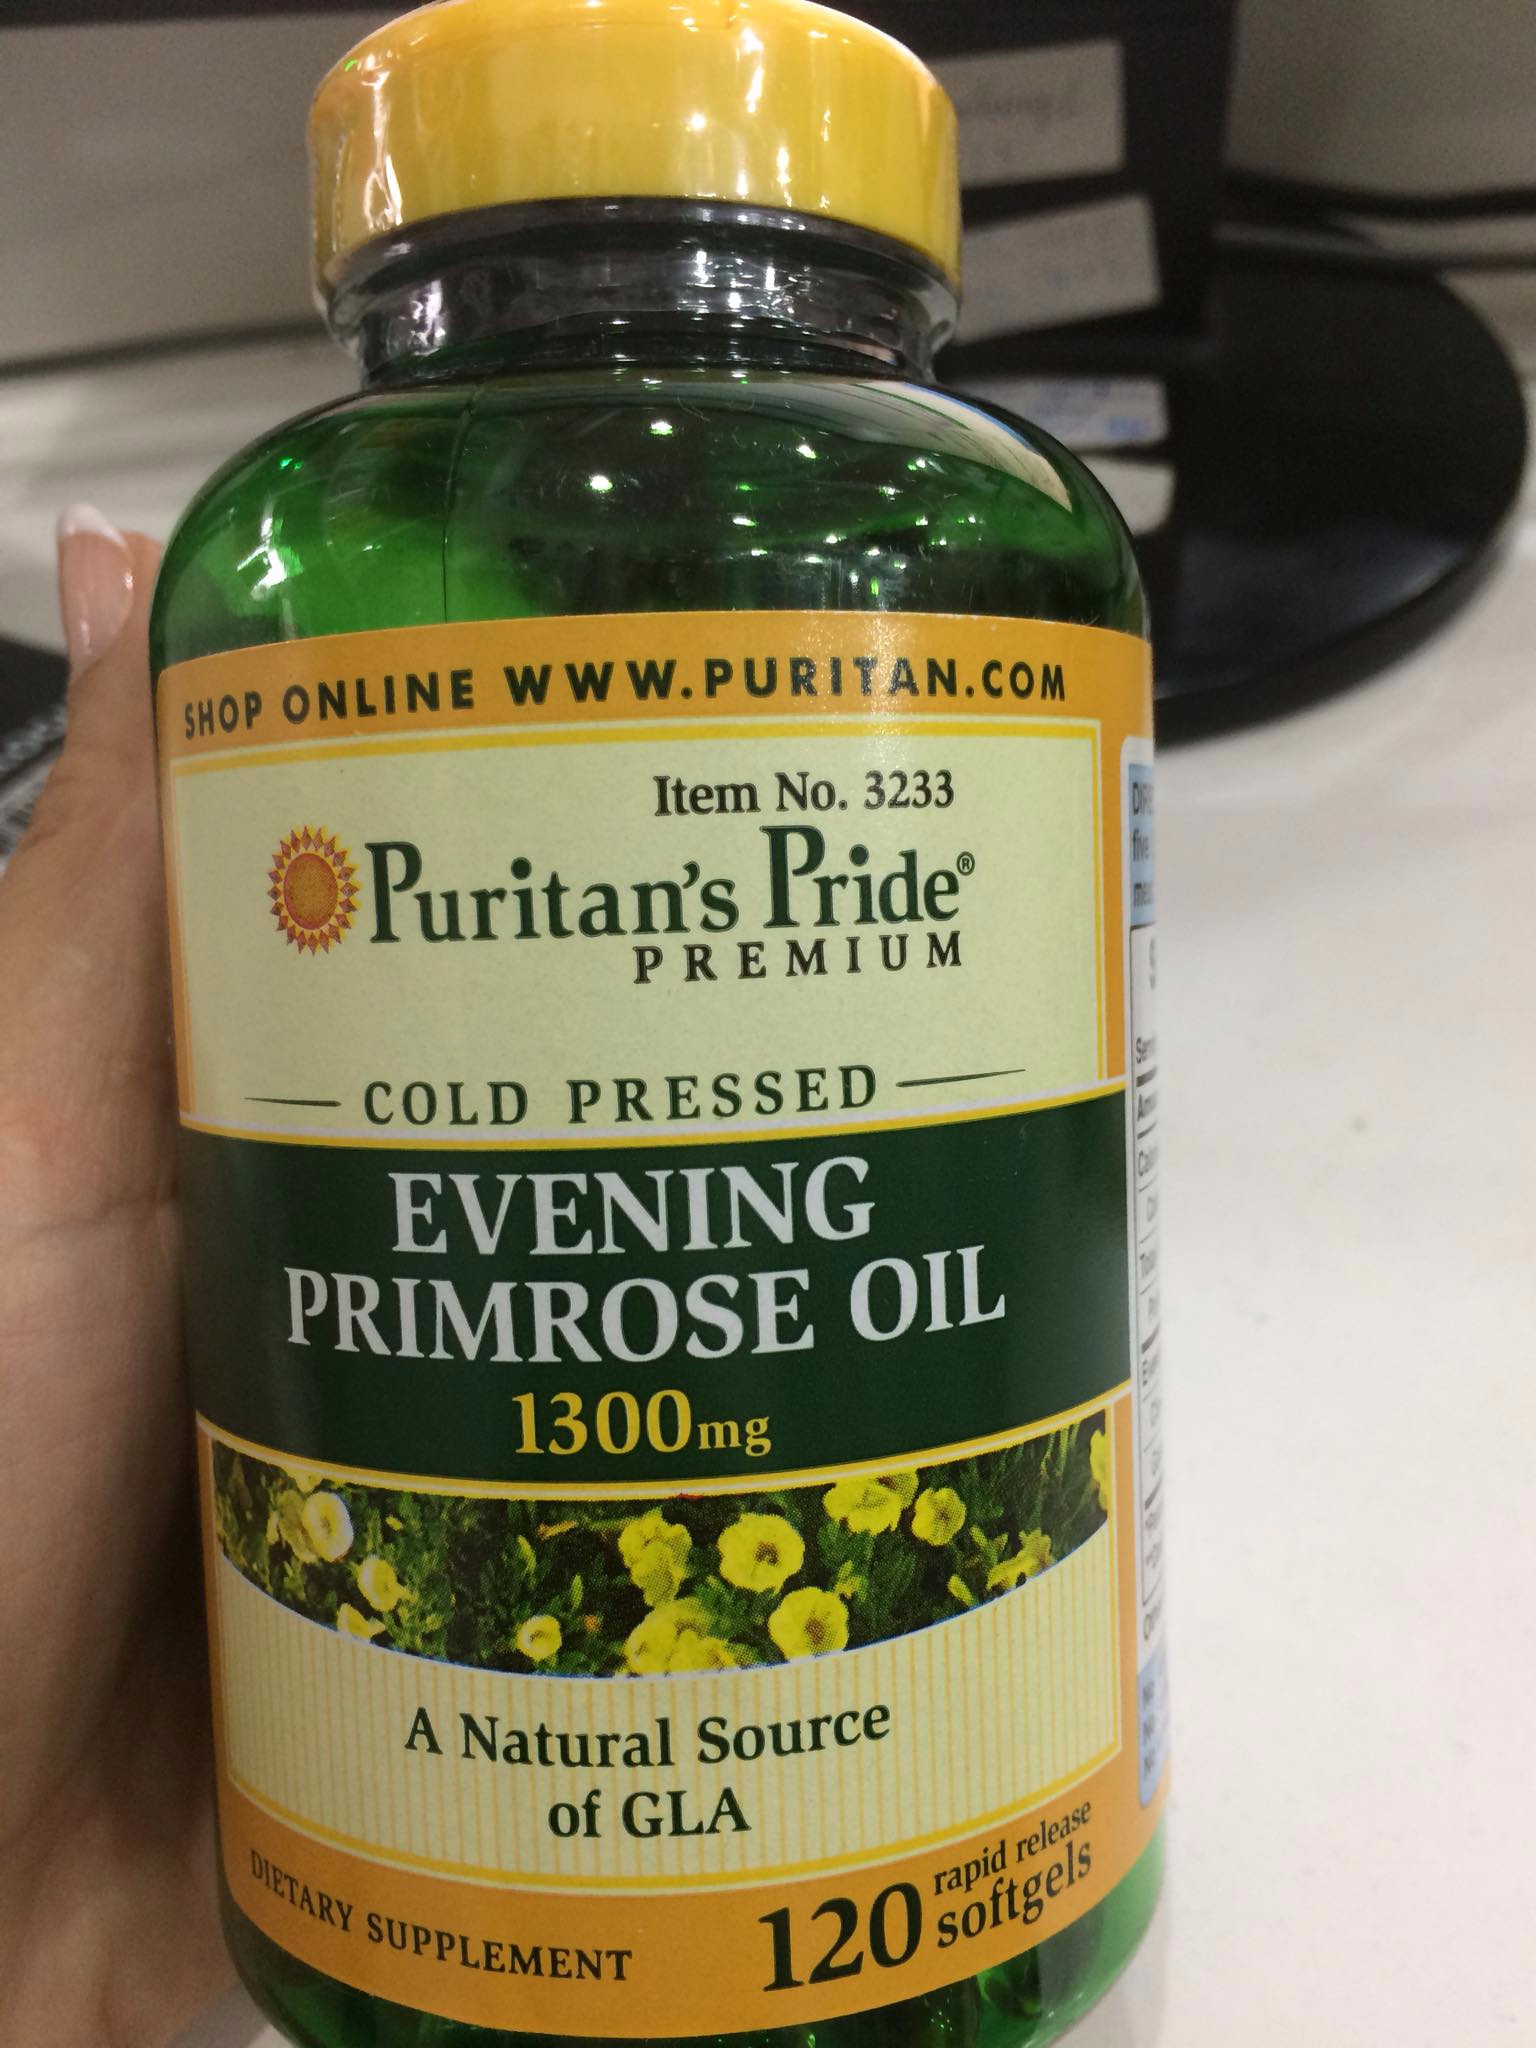 SHOP ONLINE WWW.PURITAN.COM
Item No. 3233
Puritan's Pride®
PREMIUM
COLD PRESSED
EVENING
PRIMROSE OIL
1300mg
A Natural Source
of GLA
DIETARY SUPPLEMENT
120 rapid release
softgels